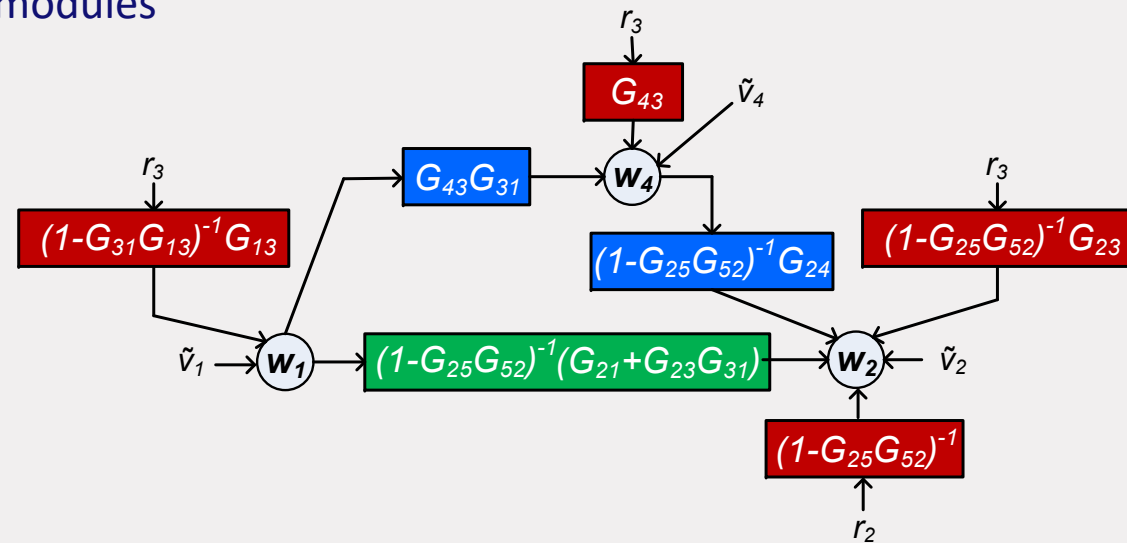 modules
r₃
G₄₃
ṽ₄
G₄₃G₃₁
w₄
r₃
(1-G₃₁G₁₃)⁻¹G₁₃
r₃
(1-G₂₅G₅₂)⁻¹G₂₃
(1-G₂₅G₅₂)⁻¹G₂₄
ṽ₁
w₁
(1-G₂₅G₅₂)⁻¹(G₂₁+G₂₃G₃₁)
w₂
ṽ₂
(1-G₂₅G₅₂)⁻¹
r₂